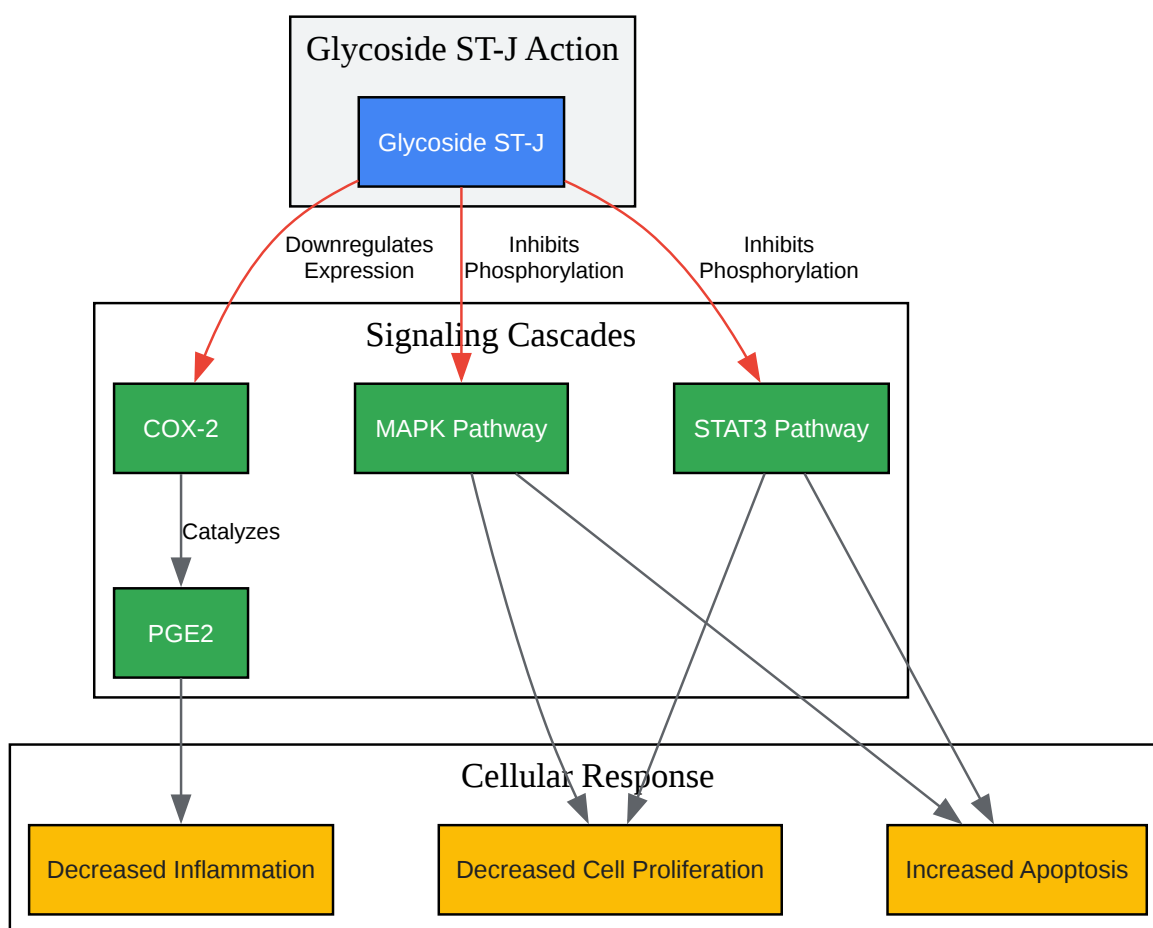 Glycoside ST-J Action
Glycoside ST-J
Downregulates
Expression
Inhibits
Phosphorylation
Inhibits
Phosphorylation
Signaling Cascades
COX-2
MAPK Pathway
STAT3 Pathway
Catalyzes
PGE2
Cellular Response
Decreased Inflammation
Decreased Cell Proliferation
Increased Apoptosis